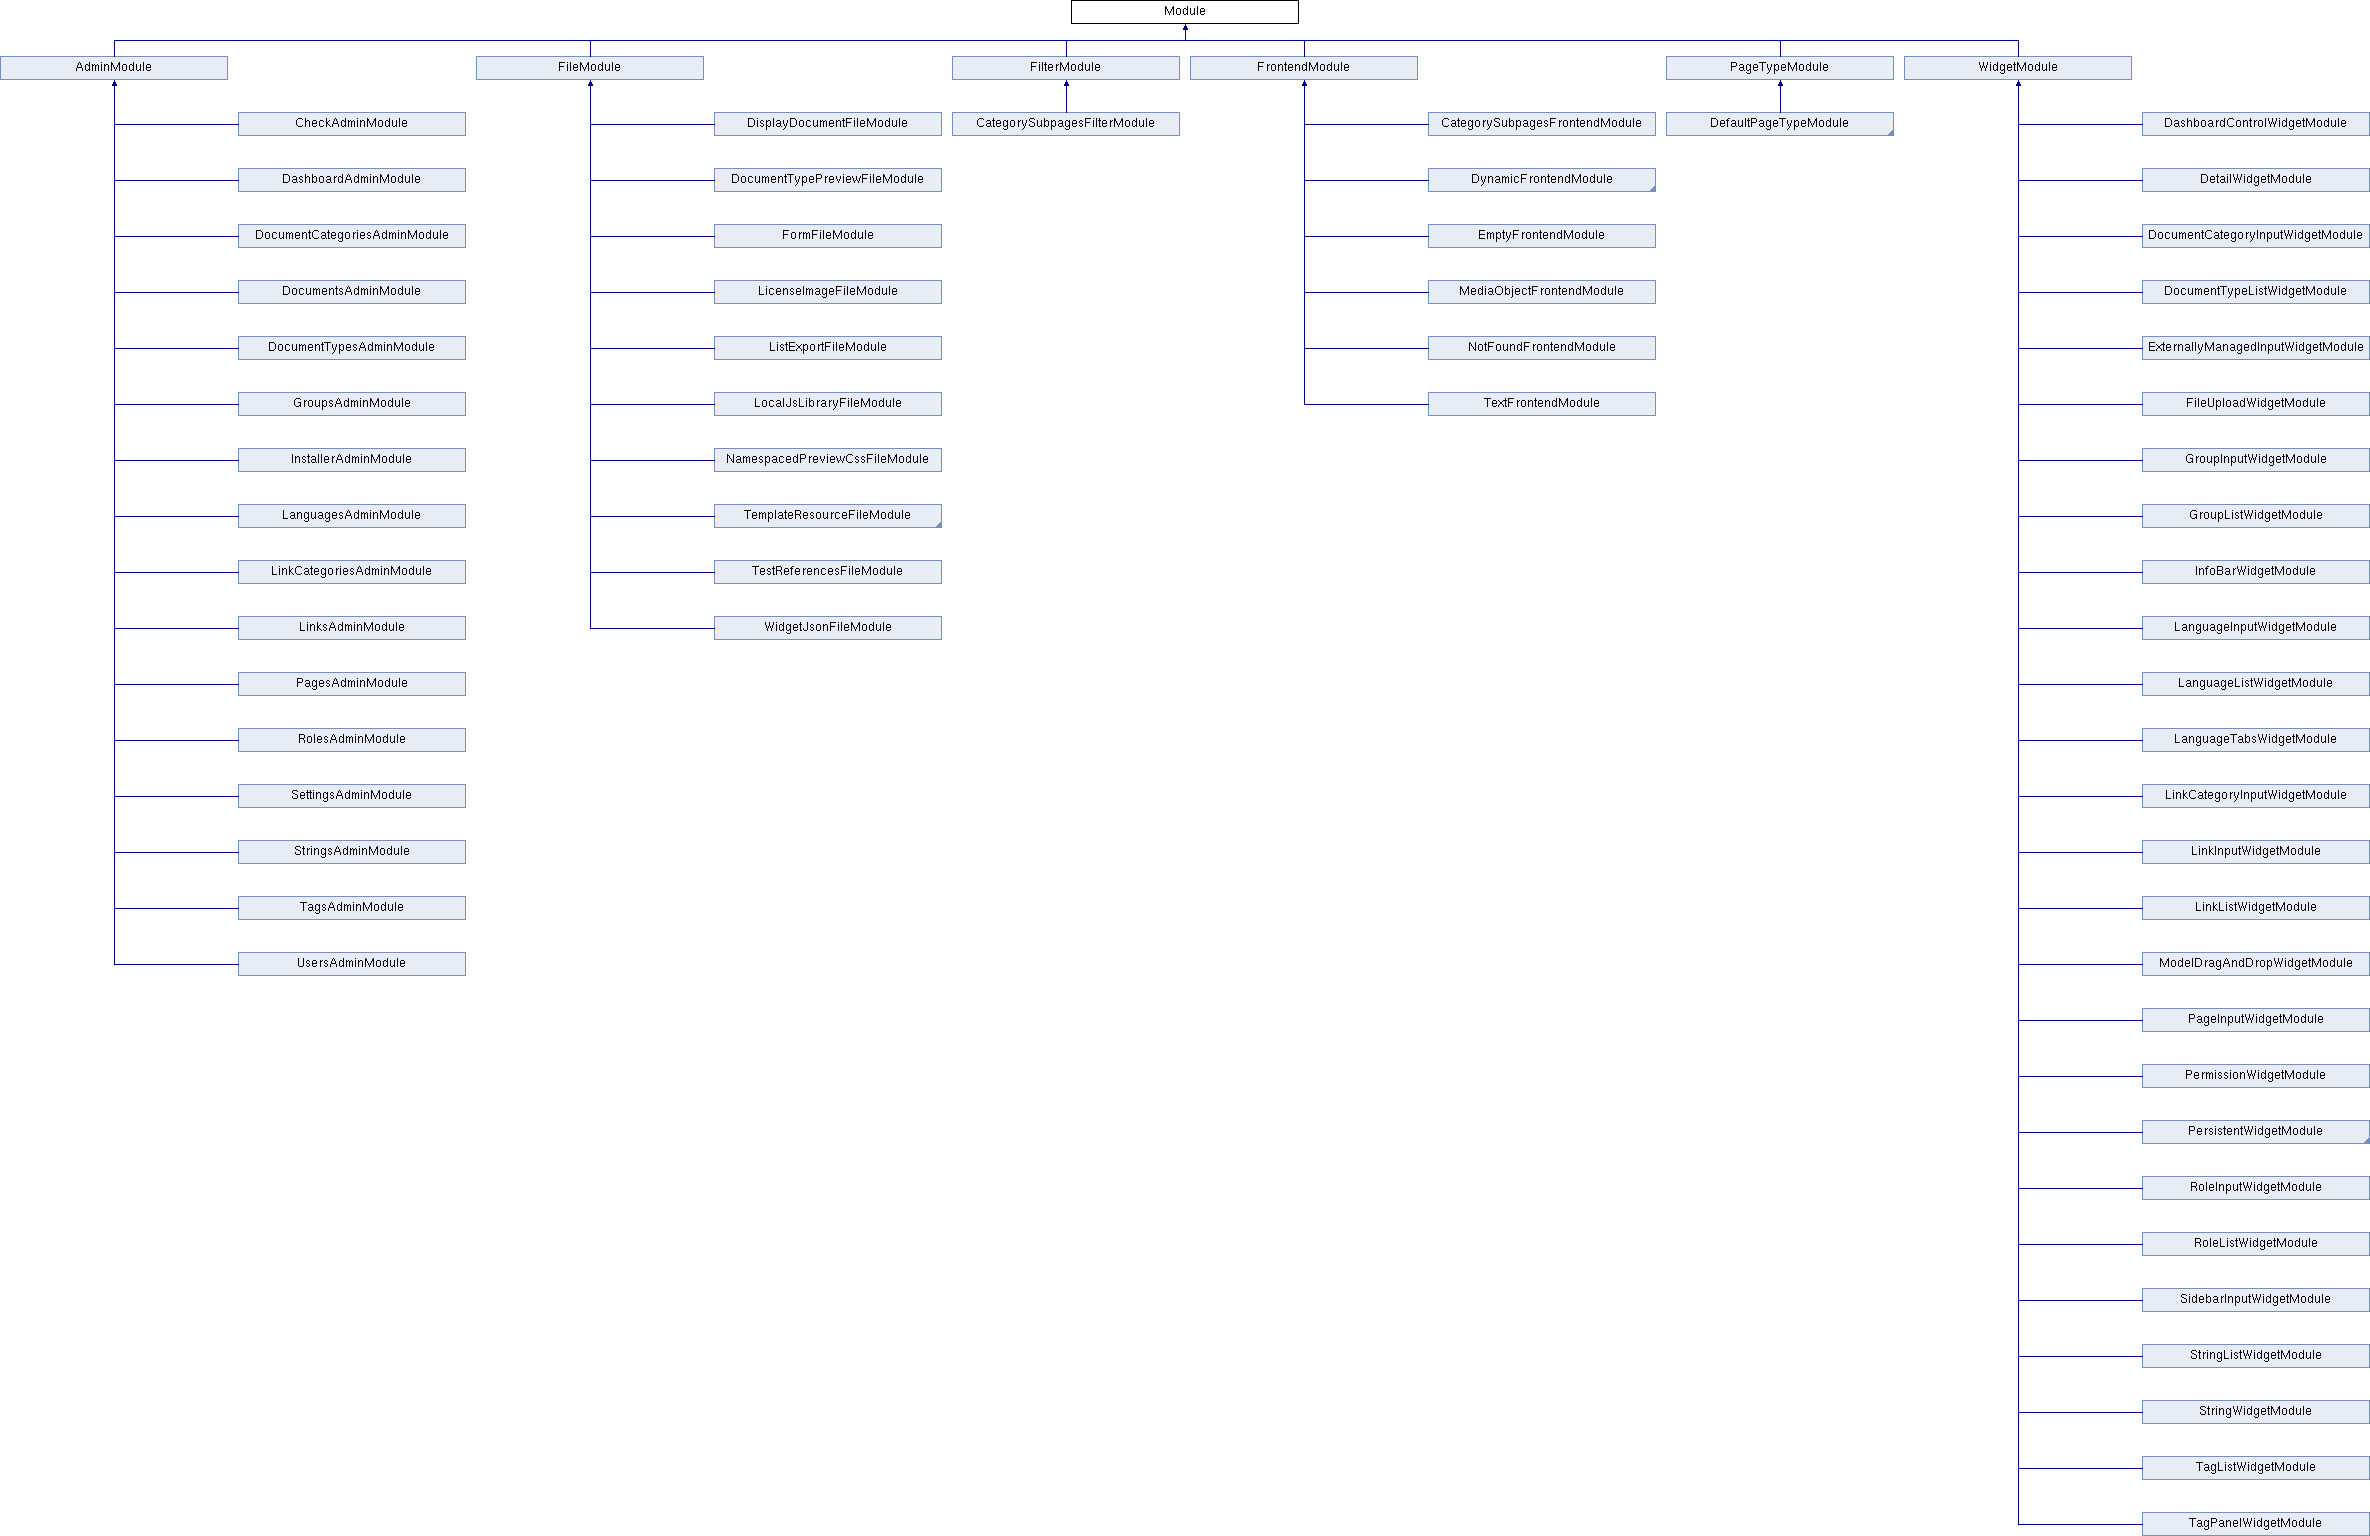 Module
AdminModule
FileModule
FilterModule
FrontendModule
PageTypeModule
WidgetModule
CheckAdminModule
DisplayDocumentFileModule
CategorySubpagesFilterModule
CategorySubpagesFrontendModule
DefaultPageTypeModule
DashboardControlWidgetModule
DashboardAdminModule
DocumentTypePreviewFileModule
DynamicFrontendModule
DetailWidgetModule
DocumentCategoriesAdminModule
FormFileModule
EmptyFrontendModule
DocumentCategoryInputWidgetModule
DocumentsAdminModule
LicenseImageFileModule
MediaObjectFrontendModule
DocumentTypeListWidgetModule
DocumentTypesAdminModule
ListExportFileModule
NotFoundFrontendModule
ExternallyManagedInputWidgetModule
GroupsAdminModule
LocalJsLibraryFileModule
TextFrontendModule
FileUploadWidgetModule
InstallerAdminModule
NamespacedPreviewCssFileModule
GroupInputWidgetModule
LanguagesAdminModule
TemplateResourceFileModule
GroupListWidgetModule
LinkCategoriesAdminModule
TestReferencesFileModule
InfoBarWidgetModule
LinksAdminModule
WidgetJsonFileModule
LanguageInputWidgetModule
PagesAdminModule
LanguageListWidgetModule
RolesAdminModule
LanguageTabsWidgetModule
SettingsAdminModule
LinkCategoryInputWidgetModule
StringsAdminModule
LinkInputWidgetModule
TagsAdminModule
LinkListWidgetModule
UsersAdminModule
ModelDragAndDropWidgetModule
PageInputWidgetModule
PermissionWidgetModule
PersistentWidgetModule
RoleInputWidgetModule
RoleListWidgetModule
SidebarInputWidgetModule
StringListWidgetModule
StringWidgetModule
TagListWidgetModule
TagPanelWidgetModule